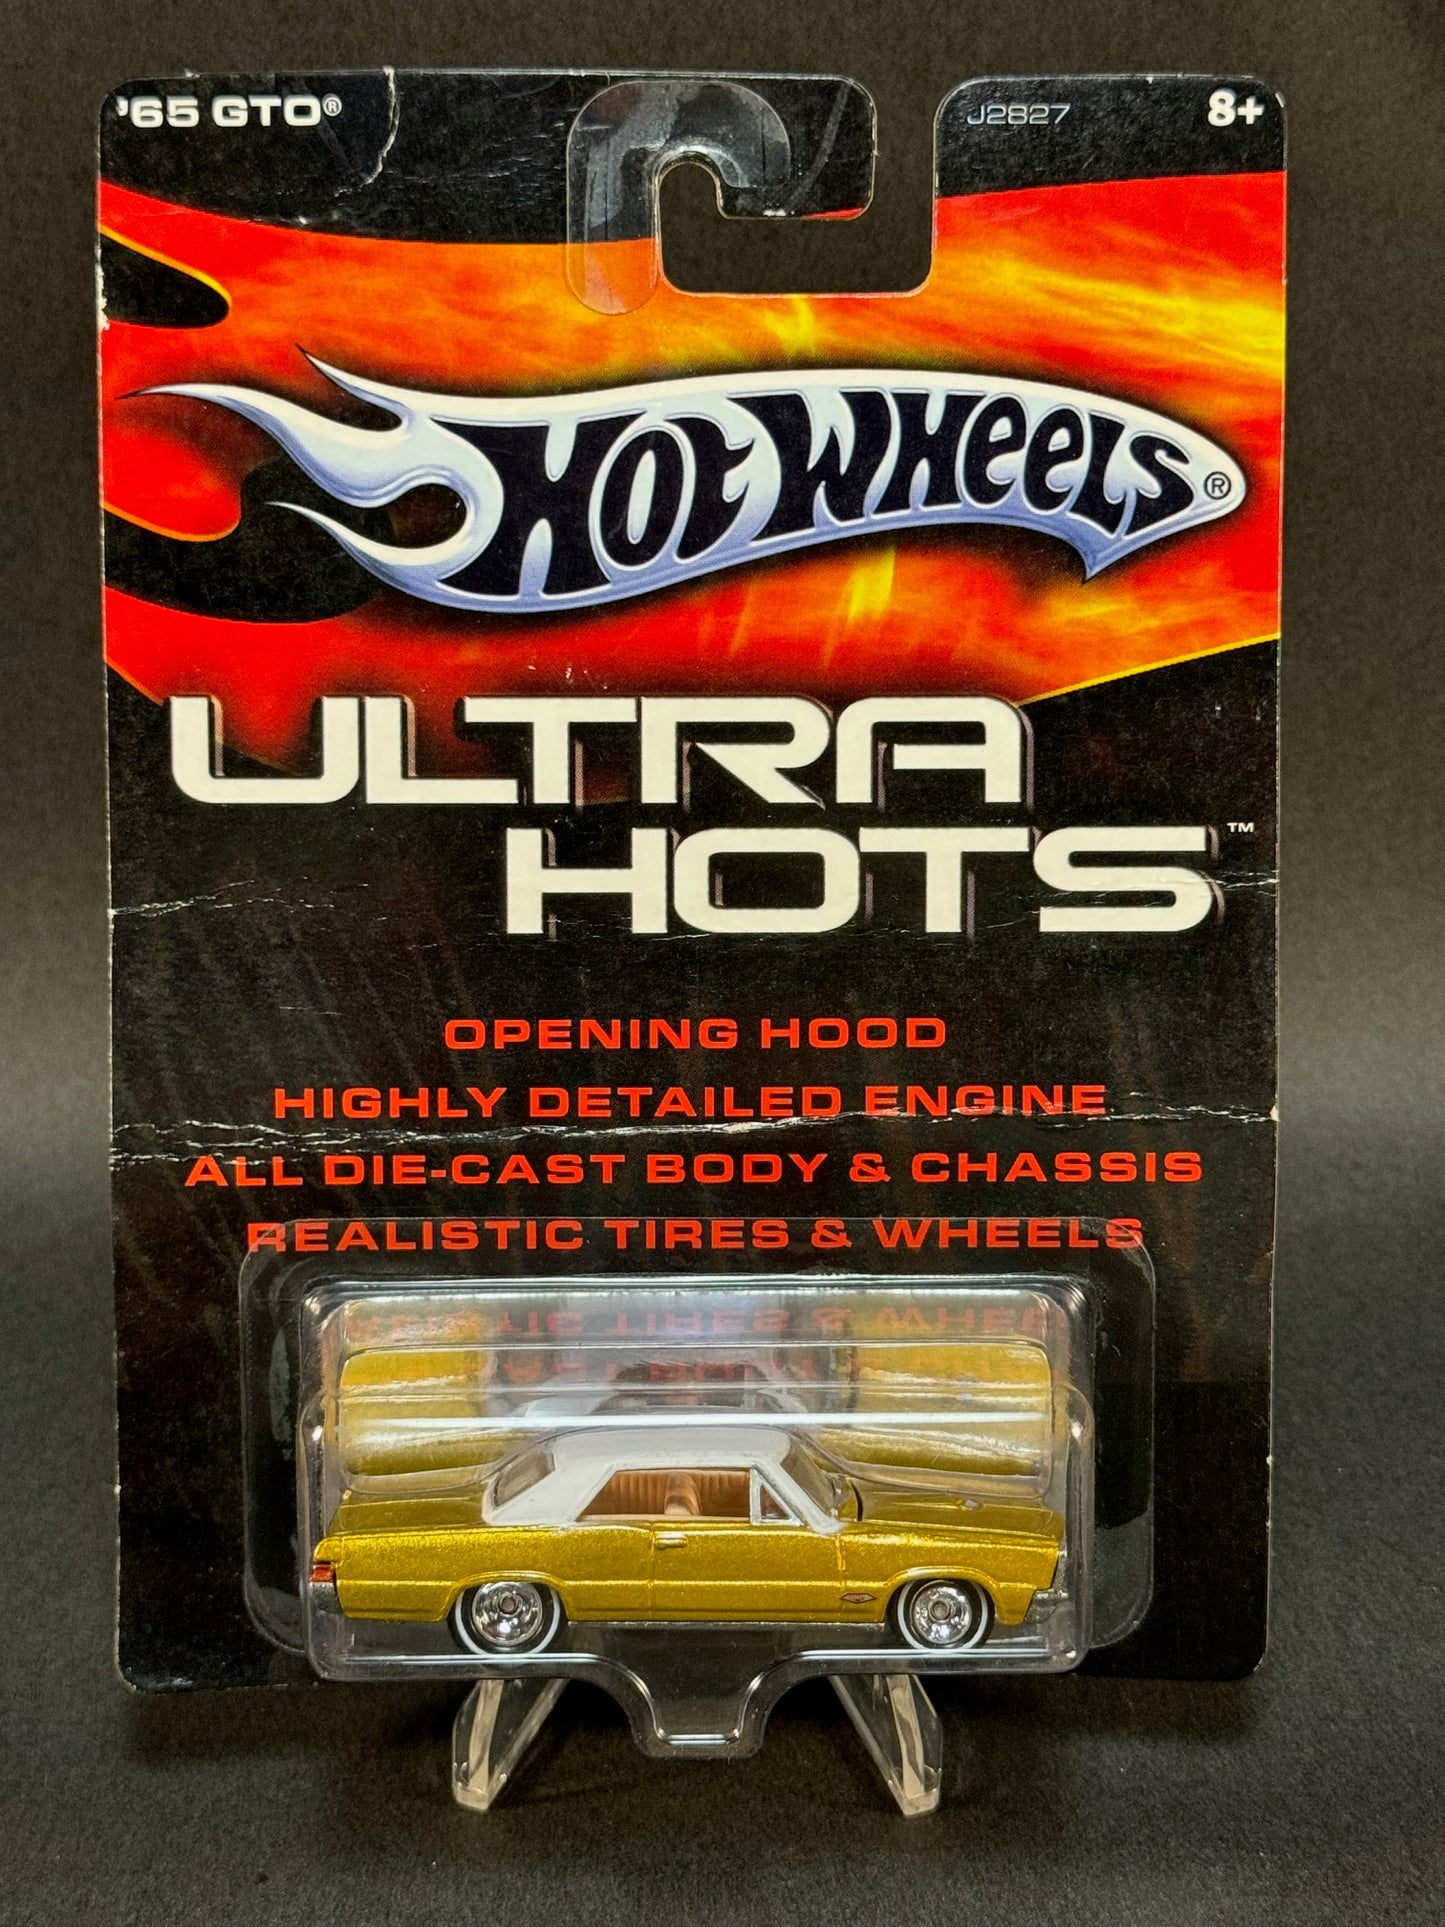 '65 GTO®
J2827
8+
HOT WHEELS®
ULTRA
HOTS™
OPENING HOOD
HIGHLY DETAILED ENGINE
ALL DIE-CAST BODY & CHASSIS
REALISTIC TIRES & WHEELS